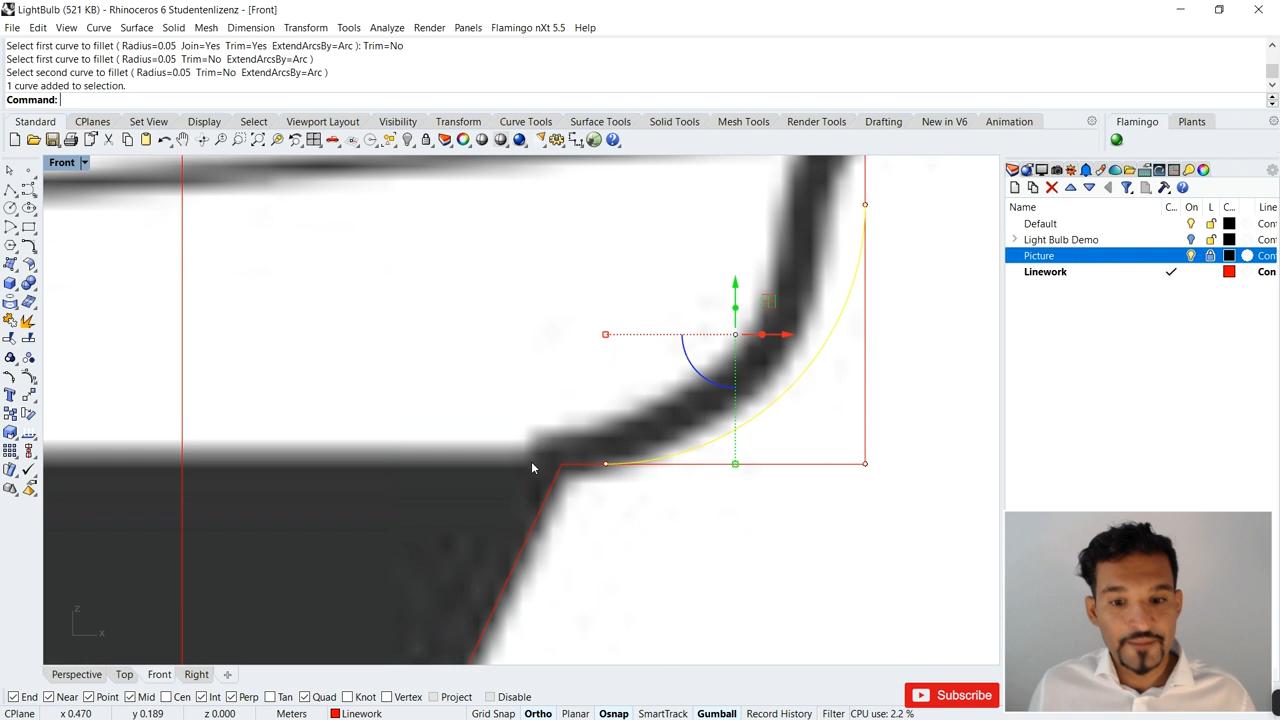 LightBulb (521 KB) - Rhinoceros 6 Studentenlizenz - [Front]
File Edit View Curve Surface Solid Mesh Dimension Transform Tools Analyze Render Panels Flamingo nXt 5.5 Help
Select first curve to fillet ( Radius=0.05 Join=Yes Trim=Yes ExtendArcsBy=Arc ): Trim=No
Select first curve to fillet ( Radius=0.05 Trim=No ExtendArcsBy=Arc )
Select second curve to fillet ( Radius=0.05 Trim=No ExtendArcsBy=Arc )
1 curve added to selection.
Command:
Standard CPlanes Set View Display Select Viewport Layout Visibility Transform Curve Tools Surface Tools Solid Tools Mesh Tools Render Tools Drafting New in V6 Animation Flamingo Plants
Front
Name C... On L C... Line
Default Con
Light Bulb Demo Con
Picture Con
Linework Con
z
x
Perspective Top Front Right
End Near Point Mid Cen Int Perp Tan Quad Knot Vertex Project Disable
Subscribe
CPlane x 0.470 y 0.189 z 0.000 Meters Linework Grid Snap Ortho Planar Osnap SmartTrack Gumball Record History Filter CPU use: 2.2 %